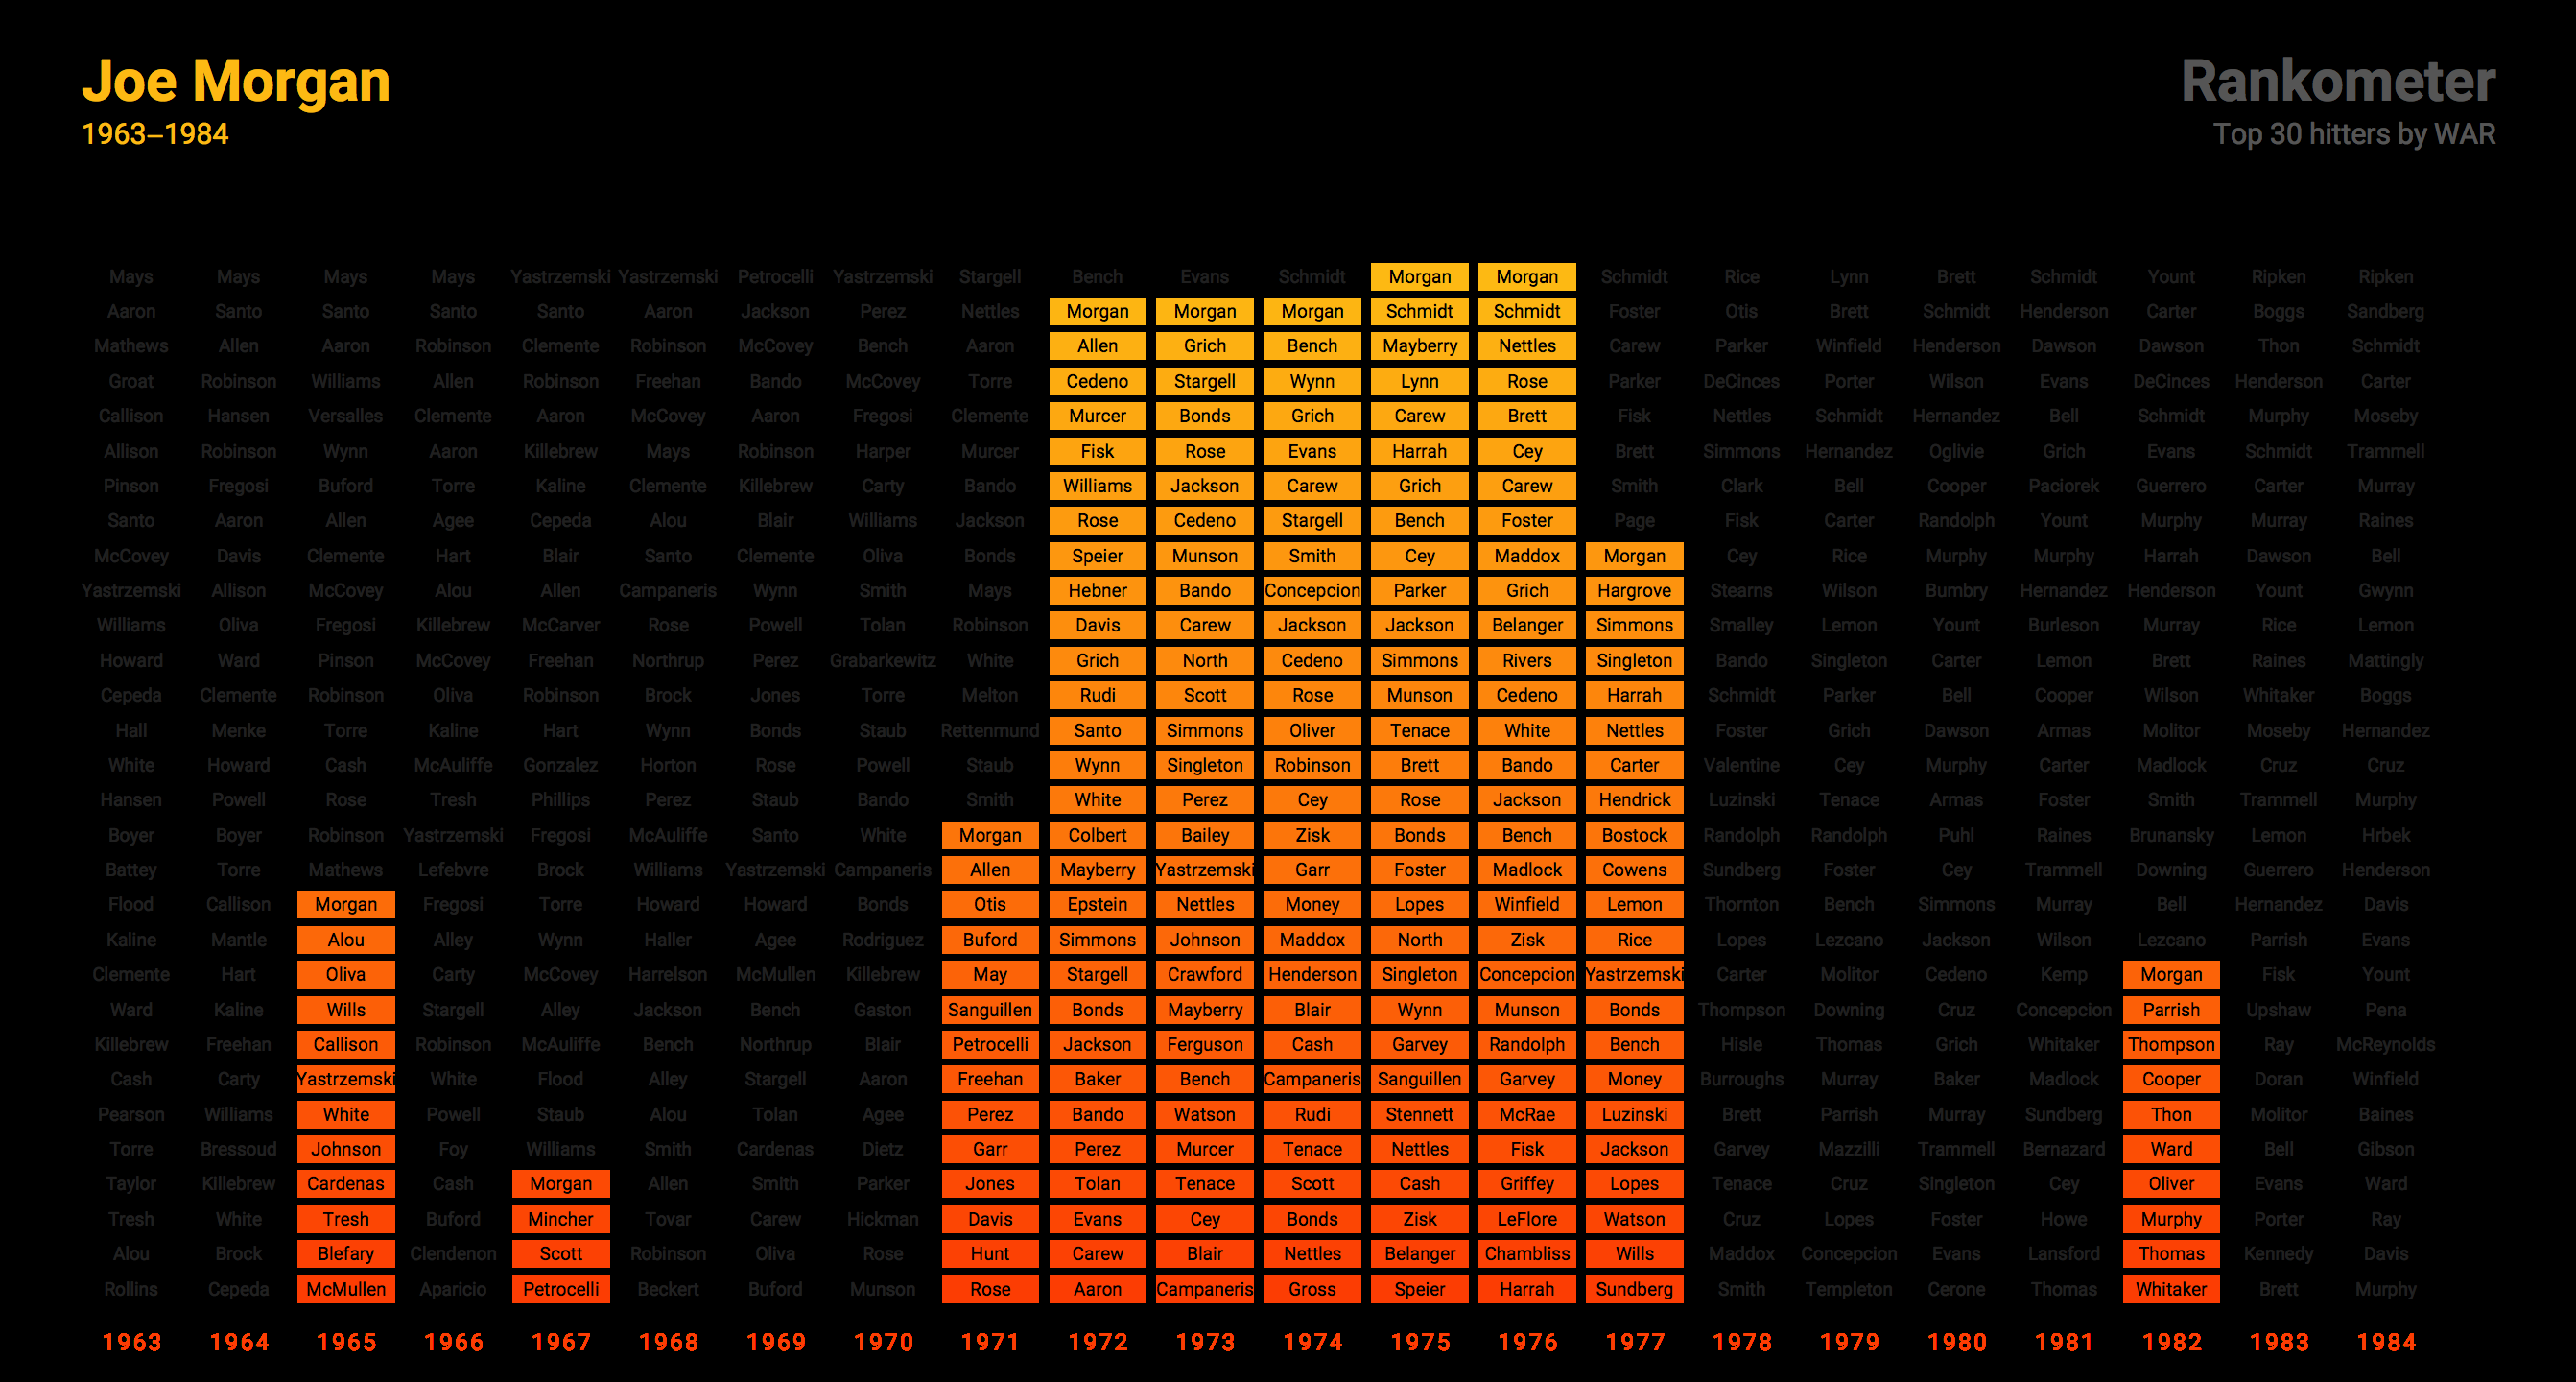 Joe Morgan
1963–1984
Rankometer
Top 30 hitters by WAR
Mays Mays Mays Mays Yastrzemski Yastrzemski Petrocelli Yastrzemski Stargell Bench Evans Schmidt Morgan Morgan Schmidt Rice Lynn Brett Schmidt Yount Ripken Ripken
Aaron Santo Santo Santo Santo Aaron Jackson Perez Nettles Morgan Morgan Morgan Schmidt Schmidt Foster Otis Brett Schmidt Henderson Carter Boggs Sandberg
Mathews Allen Aaron Robinson Clemente Robinson McCovey Bench Aaron Allen Grich Bench Mayberry Nettles Carew Parker Winfield Henderson Dawson Dawson Thon Schmidt
Groat Robinson Williams Allen Robinson Freehan Bando McCovey Torre Cedeno Stargell Wynn Lynn Rose Parker DeCinces Porter Wilson Evans DeCinces Henderson Carter
Callison Hansen Versalles Clemente Aaron McCovey Aaron Fregosi Clemente Murcer Bonds Grich Carew Brett Fisk Nettles Schmidt Hernandez Bell Schmidt Murphy Moseby
Allison Robinson Wynn Aaron Killebrew Mays Robinson Harper Murcer Fisk Rose Evans Harrah Cey Brett Simmons Hernandez Oglivie Grich Evans Schmidt Trammell
Pinson Fregosi Buford Torre Kaline Clemente Killebrew Carty Bando Williams Jackson Carew Grich Carew Smith Clark Bell Cooper Paciorek Guerrero Carter Murray
Santo Aaron Allen Agee Cepeda Alou Blair Williams Jackson Rose Cedeno Stargell Bench Foster Page Fisk Carter Randolph Yount Murphy Murray Raines
McCovey Davis Clemente Hart Blair Santo Clemente Oliva Bonds Speier Munson Smith Cey Maddox Morgan Cey Rice Murphy Murphy Harrah Dawson Bell
Yastrzemski Allison McCovey Alou Allen Campaneris Wynn Smith Mays Hebner Bando Concepcion Parker Grich Hargrove Stearns Wilson Bumbry Hernandez Henderson Yount Gwynn
Williams Oliva Fregosi Killebrew McCarver Rose Powell Tolan Robinson Davis Carew Jackson Jackson Belanger Simmons Smalley Lemon Yount Burleson Murray Rice Lemon
Howard Ward Pinson McCovey Freehan Northrup Perez Grabarkewitz White Grich North Cedeno Simmons Rivers Singleton Bando Singleton Carter Lemon Brett Raines Mattingly
Cepeda Clemente Robinson Oliva Robinson Brock Jones Torre Melton Rudi Scott Rose Munson Cedeno Harrah Schmidt Parker Bell Cooper Wilson Whitaker Boggs
Hall Menke Torre Kaline Hart Wynn Bonds Staub Rettenmund Santo Simmons Oliver Tenace White Nettles Foster Grich Dawson Armas Molitor Moseby Hernandez
White Howard Cash McAuliffe Gonzalez Horton Rose Powell Staub Wynn Singleton Robinson Brett Bando Carter Valentine Cey Murphy Carter Madlock Cruz Cruz
Hansen Powell Rose Tresh Phillips Perez Staub Bando Smith White Perez Cey Rose Jackson Hendrick Luzinski Tenace Armas Foster Smith Trammell Murphy
Boyer Boyer Robinson Yastrzemski Fregosi McAuliffe Santo White Morgan Colbert Bailey Zisk Bonds Bench Bostock Randolph Randolph Puhl Raines Brunansky Lemon Hrbek
Battey Torre Mathews Lefebvre Brock Williams Yastrzemski Campaneris Allen Mayberry Yastrzemski Garr Foster Madlock Cowens Sundberg Foster Cey Trammell Downing Guerrero Henderson
Flood Callison Morgan Fregosi Torre Howard Howard Bonds Otis Epstein Nettles Money Lopes Winfield Lemon Thornton Bench Simmons Murray Bell Hernandez Davis
Kaline Mantle Alou Alley Wynn Haller Agee Rodriguez Buford Simmons Johnson Maddox North Zisk Rice Lopes Lezcano Jackson Wilson Lezcano Parrish Evans
Clemente Hart Oliva Carty McCovey Harrelson McMullen Killebrew May Stargell Crawford Henderson Singleton Concepcion Yastrzemski Carter Molitor Cedeno Kemp Morgan Fisk Yount
Ward Kaline Wills Stargell Alley Jackson Bench Gaston Sanguillen Bonds Mayberry Blair Wynn Munson Bonds Thompson Downing Cruz Concepcion Parrish Upshaw Pena
Killebrew Freehan Callison Robinson McAuliffe Bench Northrup Blair Petrocelli Jackson Ferguson Cash Garvey Randolph Bench Hisle Thomas Grich Whitaker Thompson Ray McReynolds
Cash Carty Yastrzemski White Flood Alley Stargell Aaron Freehan Baker Bench Campaneris Sanguillen Garvey Money Burroughs Murray Baker Madlock Cooper Doran Winfield
Pearson Williams White Powell Staub Alou Tolan Agee Perez Bando Watson Rudi Stennett McRae Luzinski Brett Parrish Murray Sundberg Thon Molitor Baines
Torre Bressoud Johnson Foy Williams Smith Cardenas Dietz Garr Perez Murcer Tenace Nettles Fisk Jackson Garvey Mazzilli Trammell Bernazard Ward Bell Gibson
Taylor Killebrew Cardenas Cash Morgan Allen Smith Parker Jones Tolan Tenace Scott Cash Griffey Lopes Tenace Cruz Singleton Cey Oliver Evans Ward
Tresh White Tresh Buford Mincher Tovar Carew Hickman Davis Evans Cey Bonds Zisk LeFlore Watson Cruz Lopes Foster Howe Murphy Porter Ray
Alou Brock Blefary Clendenon Scott Robinson Oliva Rose Hunt Carew Blair Nettles Belanger Chambliss Wills Maddox Concepcion Evans Lansford Thomas Kennedy Davis
Rollins Cepeda McMullen Aparicio Petrocelli Beckert Buford Munson Rose Aaron Campaneris Gross Speier Harrah Sundberg Smith Templeton Cerone Thomas Whitaker Brett Murphy
1963 1964 1965 1966 1967 1968 1969 1970 1971 1972 1973 1974 1975 1976 1977 1978 1979 1980 1981 1982 1983 1984